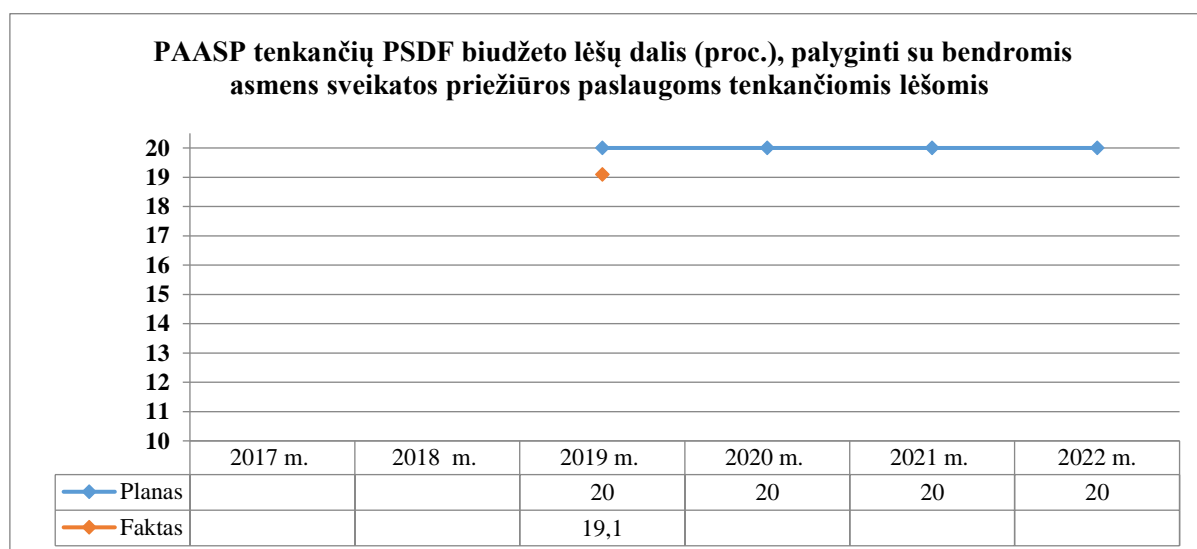 PAASP tenkančių PSDF biudžeto lėšų dalis (proc.), palyginti su bendromis
asmens sveikatos priežiūros paslaugoms tenkančiomis lėšomis
20
19
18
17
16
15
14
13
12
11
10
2017 m. 2018 m. 2019 m. 2020 m. 2021 m. 2022 m.
Planas 20 20 20 20
Faktas 19,1